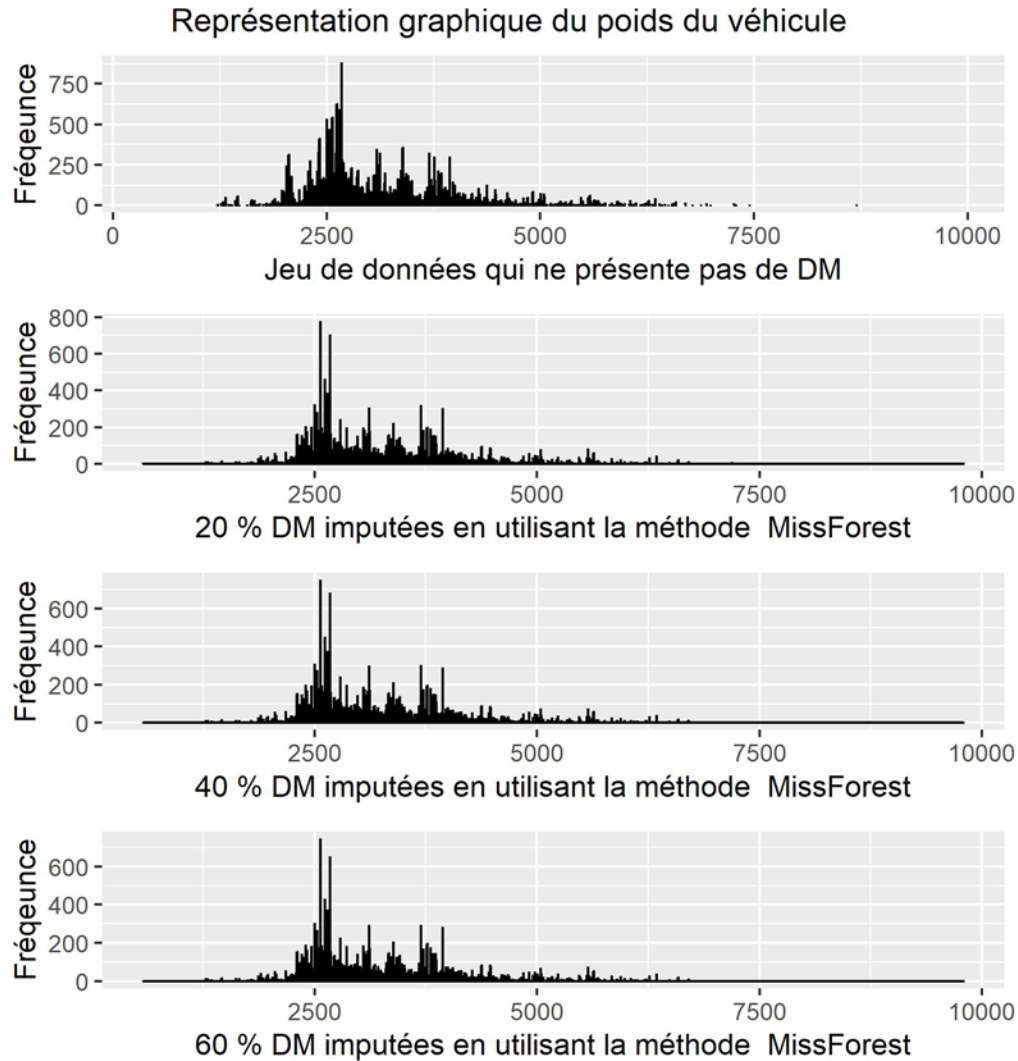 Représentation graphique du poids du véhicule
Fréqeunce
750
500
250
0
0 2500 5000 7500 10000
Jeu de données qui ne présente pas de DM
Fréqeunce
800
600
400
200
0
2500 5000 7500 10000
20 % DM imputées en utilisant la méthode MissForest
Fréqeunce
600
400
200
0
2500 5000 7500 10000
40 % DM imputées en utilisant la méthode MissForest
Fréqeunce
600
400
200
0
2500 5000 7500 10000
60 % DM imputées en utilisant la méthode MissForest